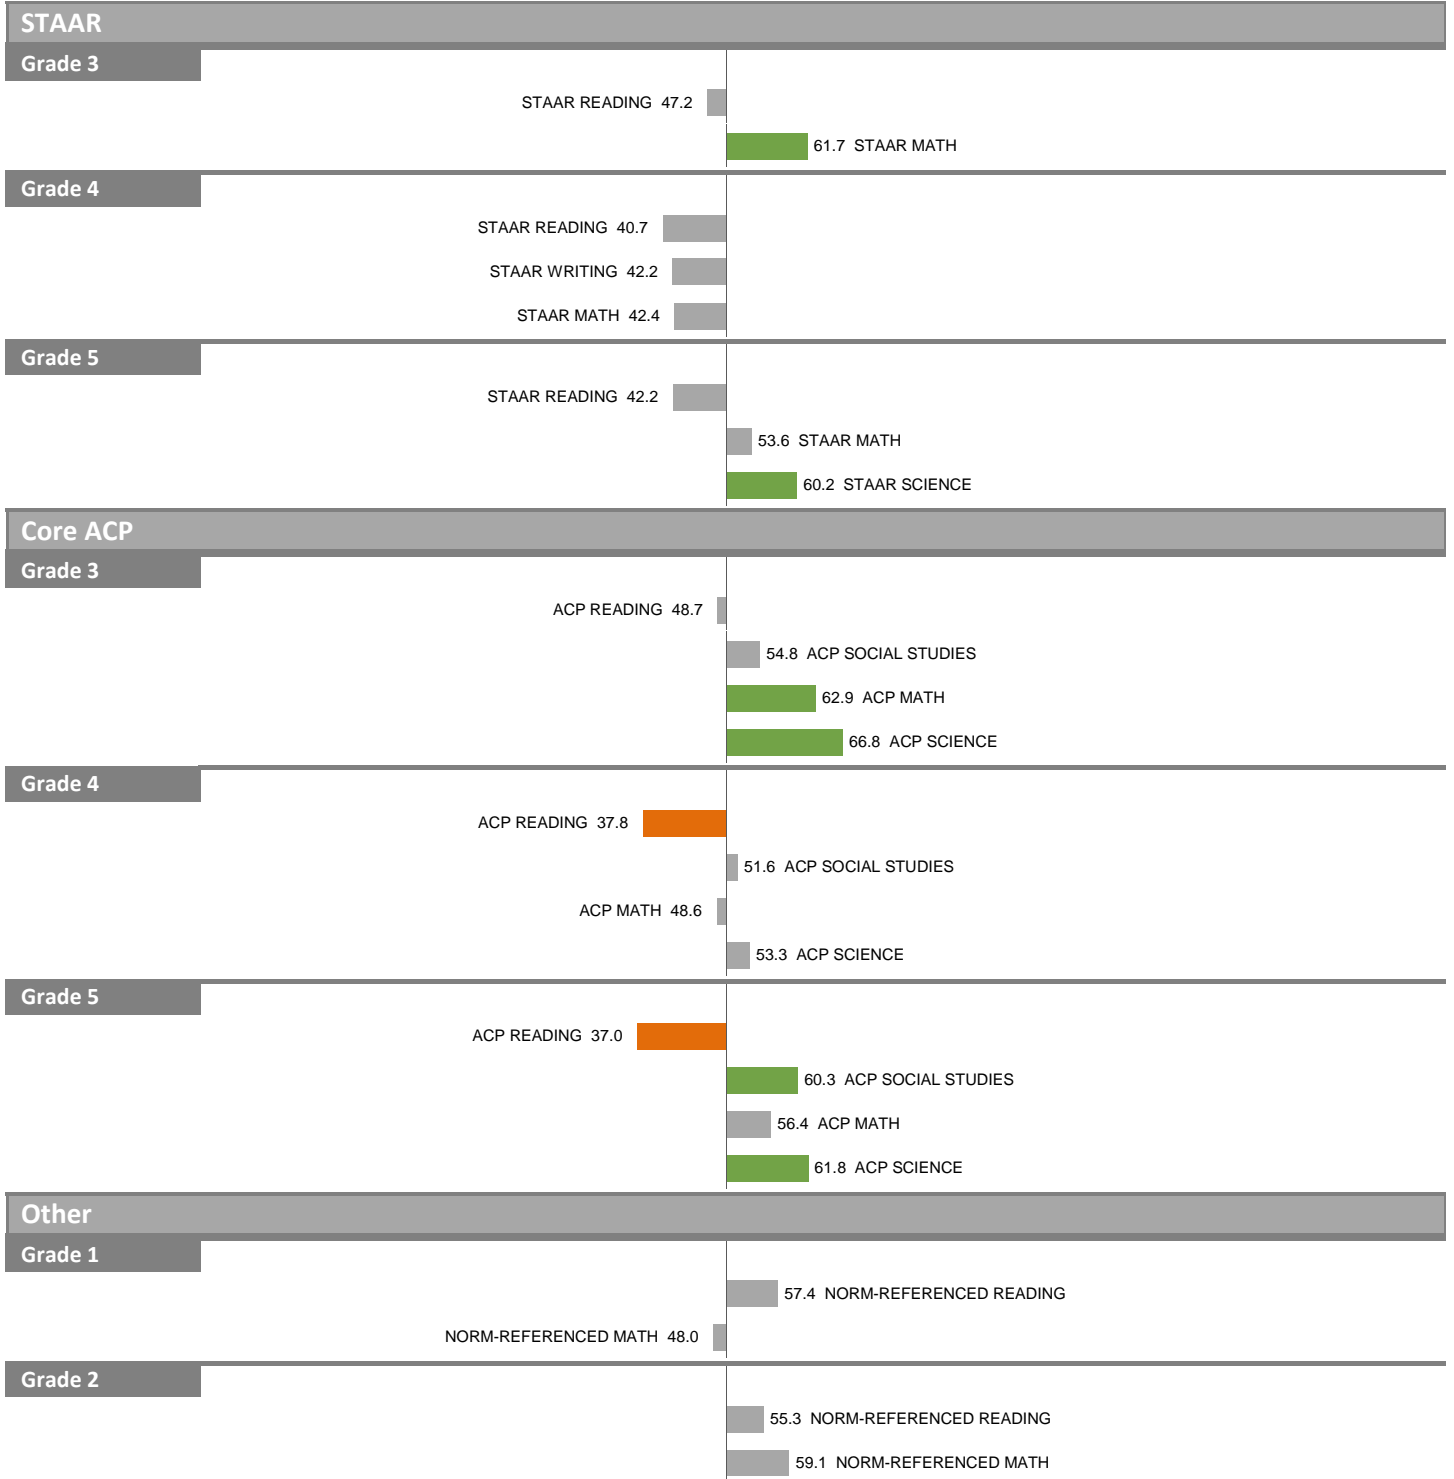 STAAR
Grade 3
STAAR READING 47.2
61.7 STAAR MATH
Grade 4
STAAR READING 40.7
STAAR WRITING 42.2
STAAR MATH 42.4
Grade 5
STAAR READING 42.2
53.6 STAAR MATH
60.2 STAAR SCIENCE
Core ACP
Grade 3
ACP READING 48.7
54.8 ACP SOCIAL STUDIES
62.9 ACP MATH
66.8 ACP SCIENCE
Grade 4
ACP READING 37.8
51.6 ACP SOCIAL STUDIES
ACP MATH 48.6
53.3 ACP SCIENCE
Grade 5
ACP READING 37.0
60.3 ACP SOCIAL STUDIES
56.4 ACP MATH
61.8 ACP SCIENCE
Other
Grade 1
57.4 NORM-REFERENCED READING
NORM-REFERENCED MATH 48.0
Grade 2
55.3 NORM-REFERENCED READING
59.1 NORM-REFERENCED MATH